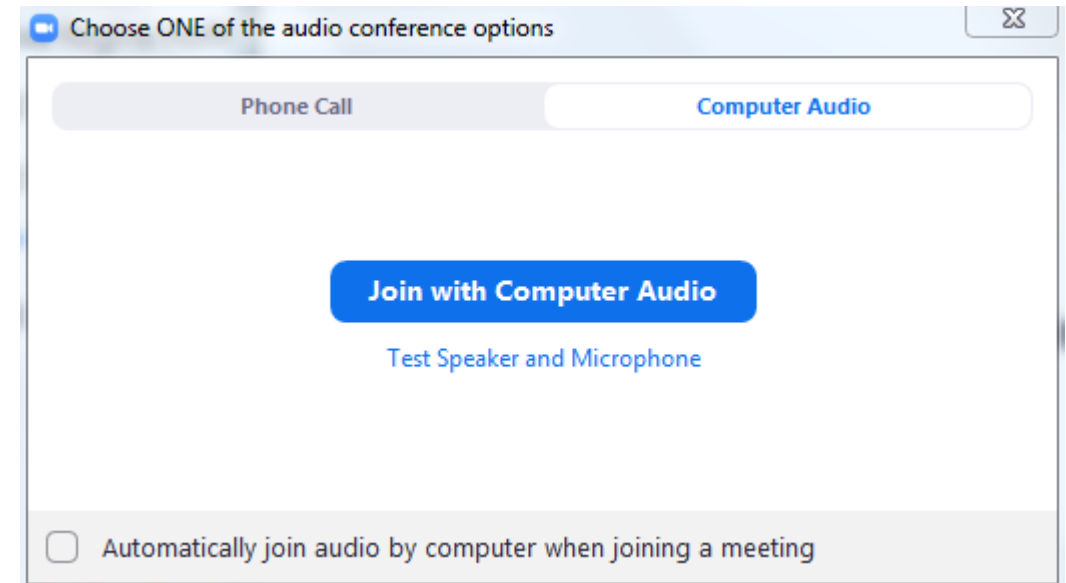 Choose ONE of the audio conference options
Phone Call
Computer Audio
Join with Computer Audio
Test Speaker and Microphone
Automatically join audio by computer when joining a meeting